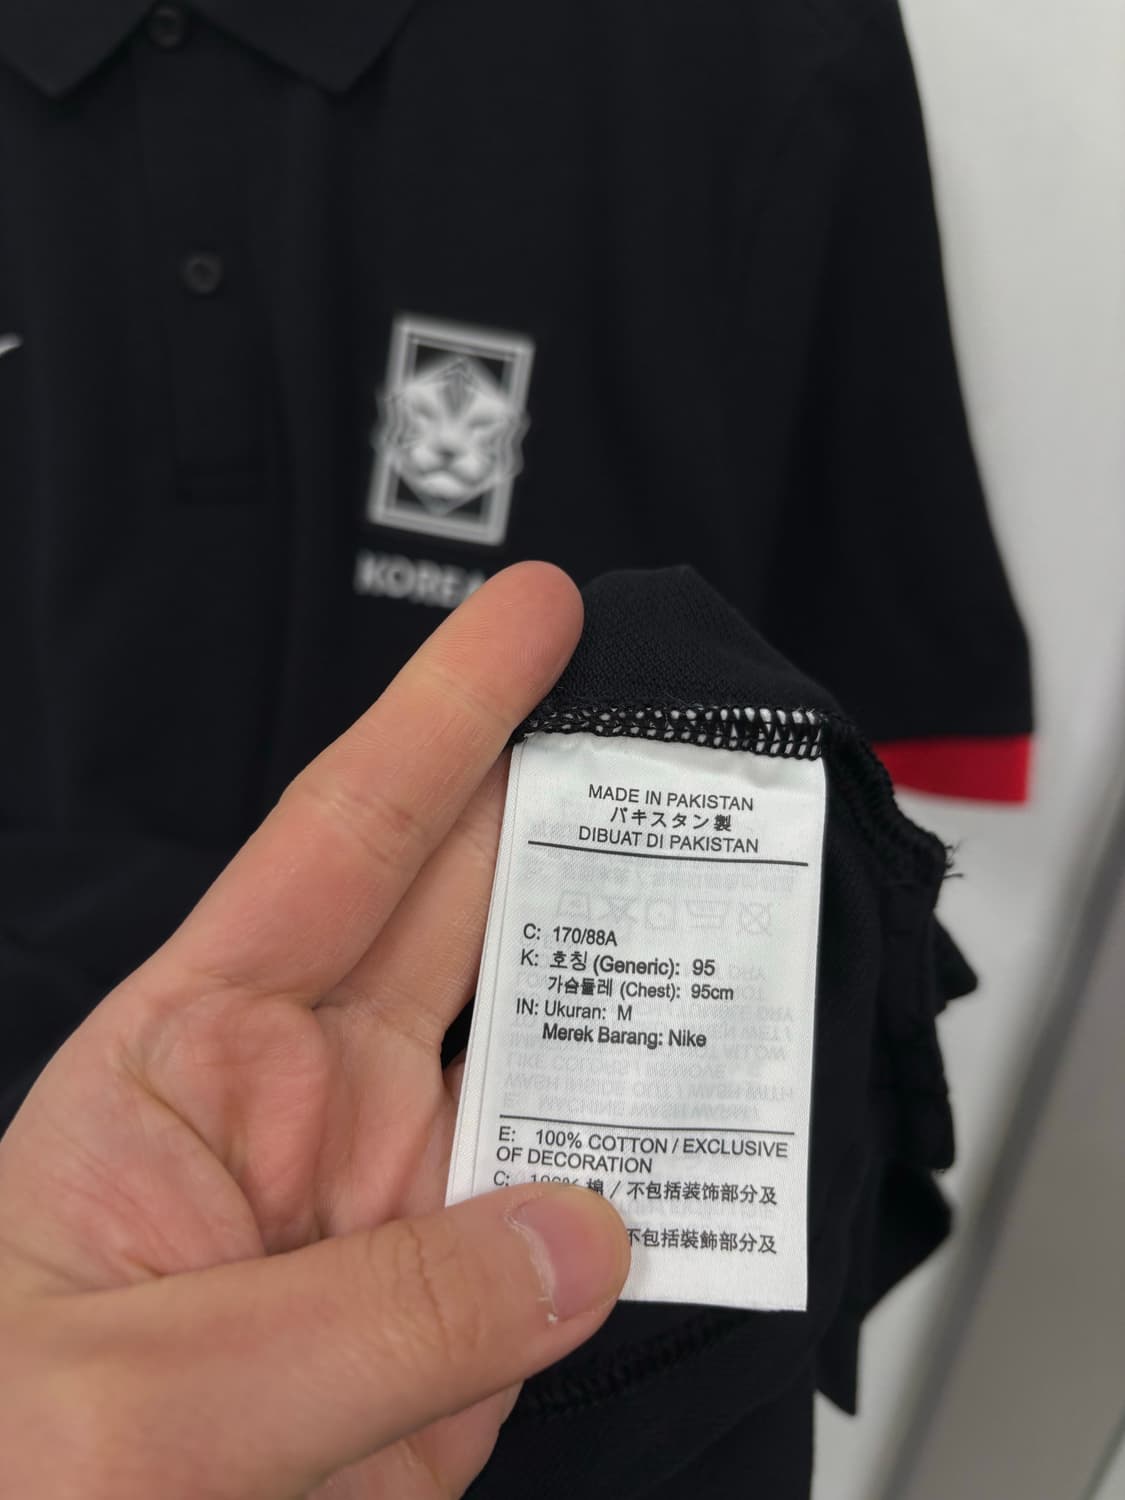 KOREA
MADE IN PAKISTAN
パキスタン製
DIBUAT DI PAKISTAN
C: 170/88A
K: 호칭 (Generic): 95
가슴둘레 (Chest): 95cm
IN: Ukuran: M
Merek Barang: Nike
E: 100% COTTON / EXCLUSIVE
OF DECORATION
C: 100% 棉 / 不包括装饰部分及
不包括裝飾部分及